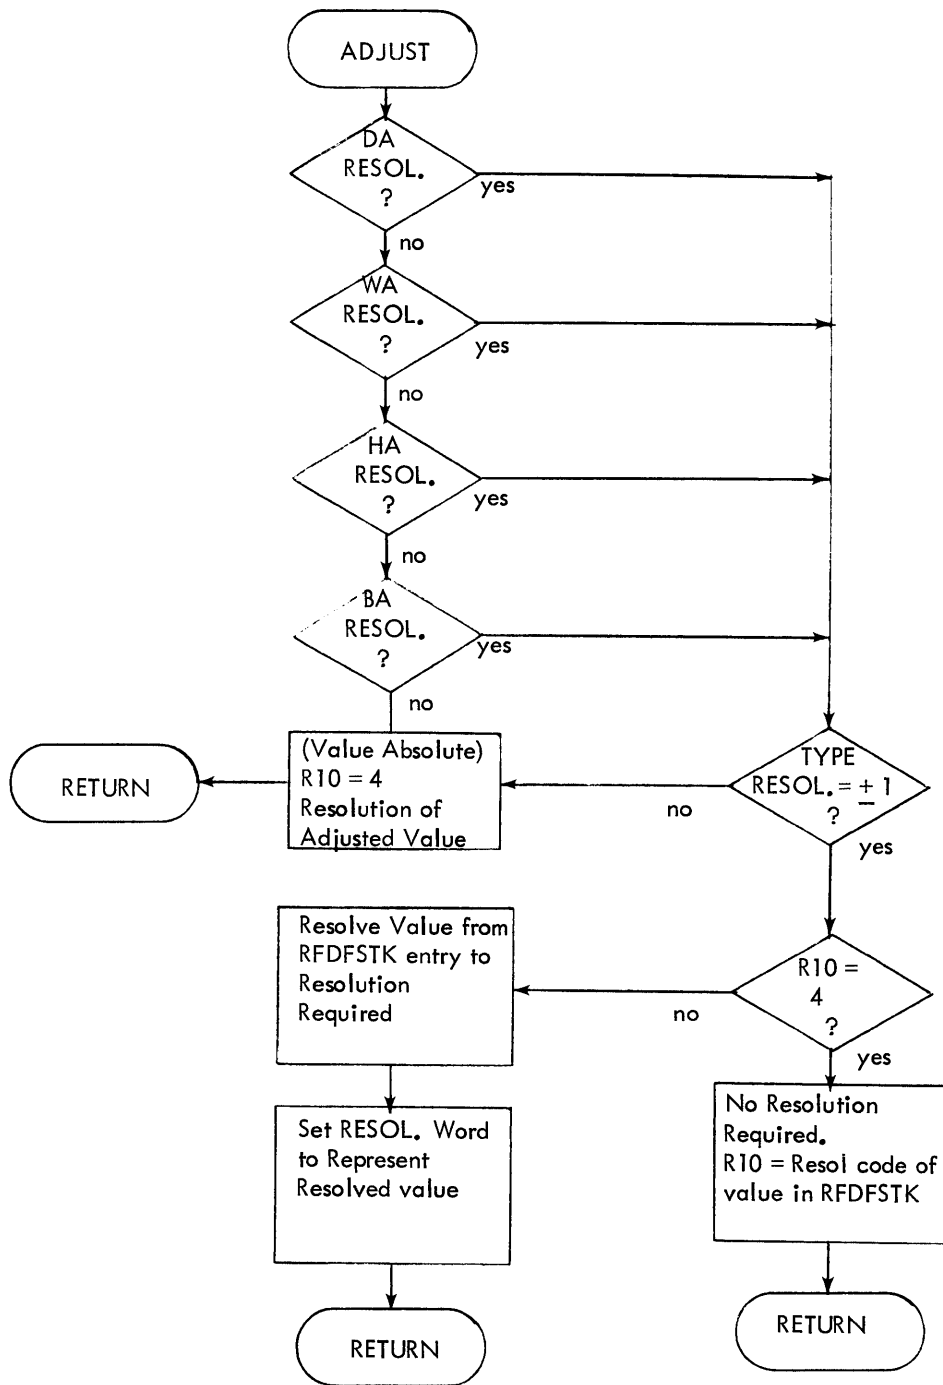 ADJUST
DA
RESOL.
?
yes
no
WA
RESOL.
?
yes
no
HA
RESOL.
?
yes
no
BA
RESOL.
?
yes
no
(Value Absolute)
R10 = 4
Resolution of
Adjusted Value
RETURN
TYPE
RESOL. = ± 1
?
no
yes
Resolve Value from
RFDFSTK entry to
Resolution
Required
R10 =
4
?
no
yes
Set RESOL. Word
to Represent
Resolved value
No Resolution
Required.
R10 = Resol code of
value in RFDFSTK
RETURN
RETURN